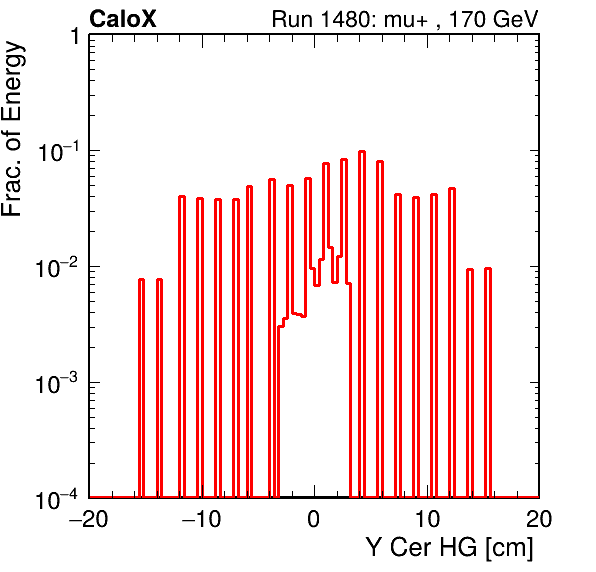 CaloX Run 1480: mu+ , 170 GeV
Frac. of Energy
1
10⁻¹
10⁻²
10⁻³
10⁻⁴
−20 −10 0 10 20
Y Cer HG [cm]